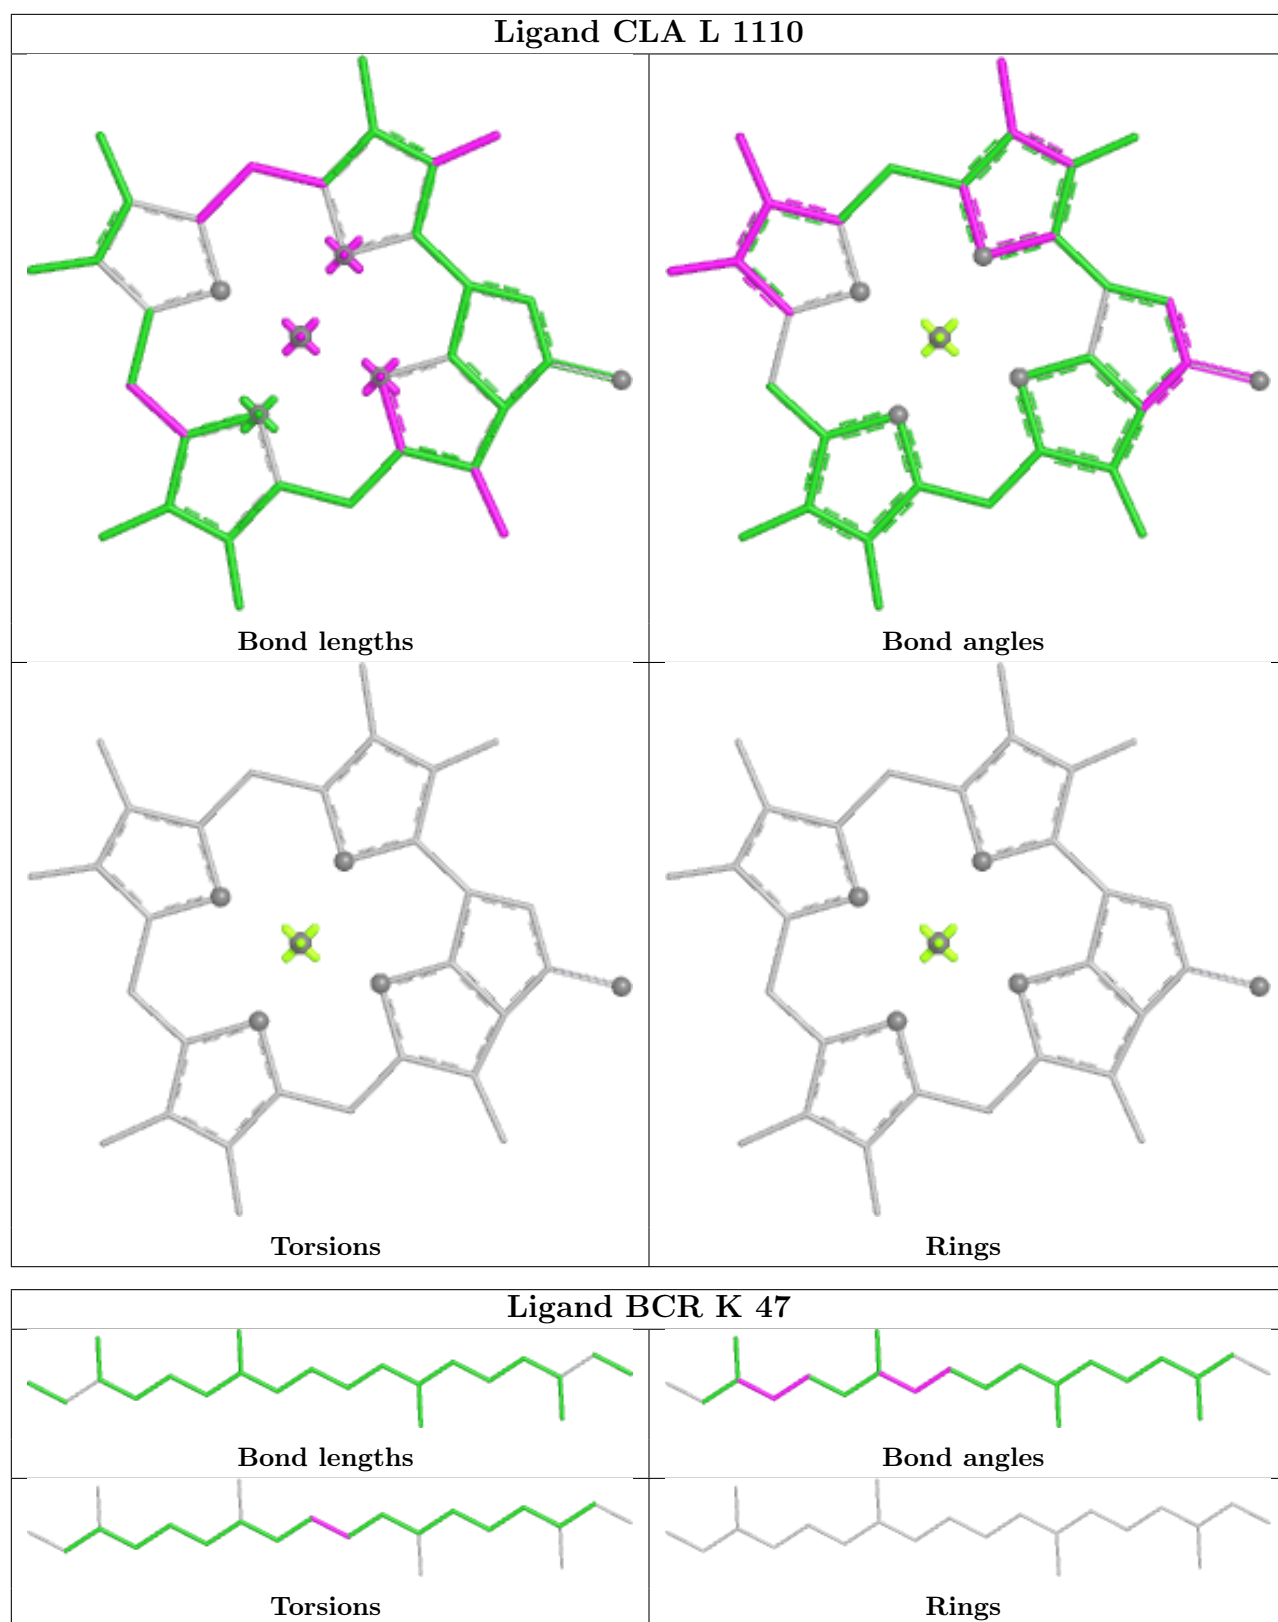 Ligand CLA L 1110
Bond lengths
Bond angles
Torsions
Rings
Ligand BCR K 47
Bond lengths
Bond angles
Torsions
Rings